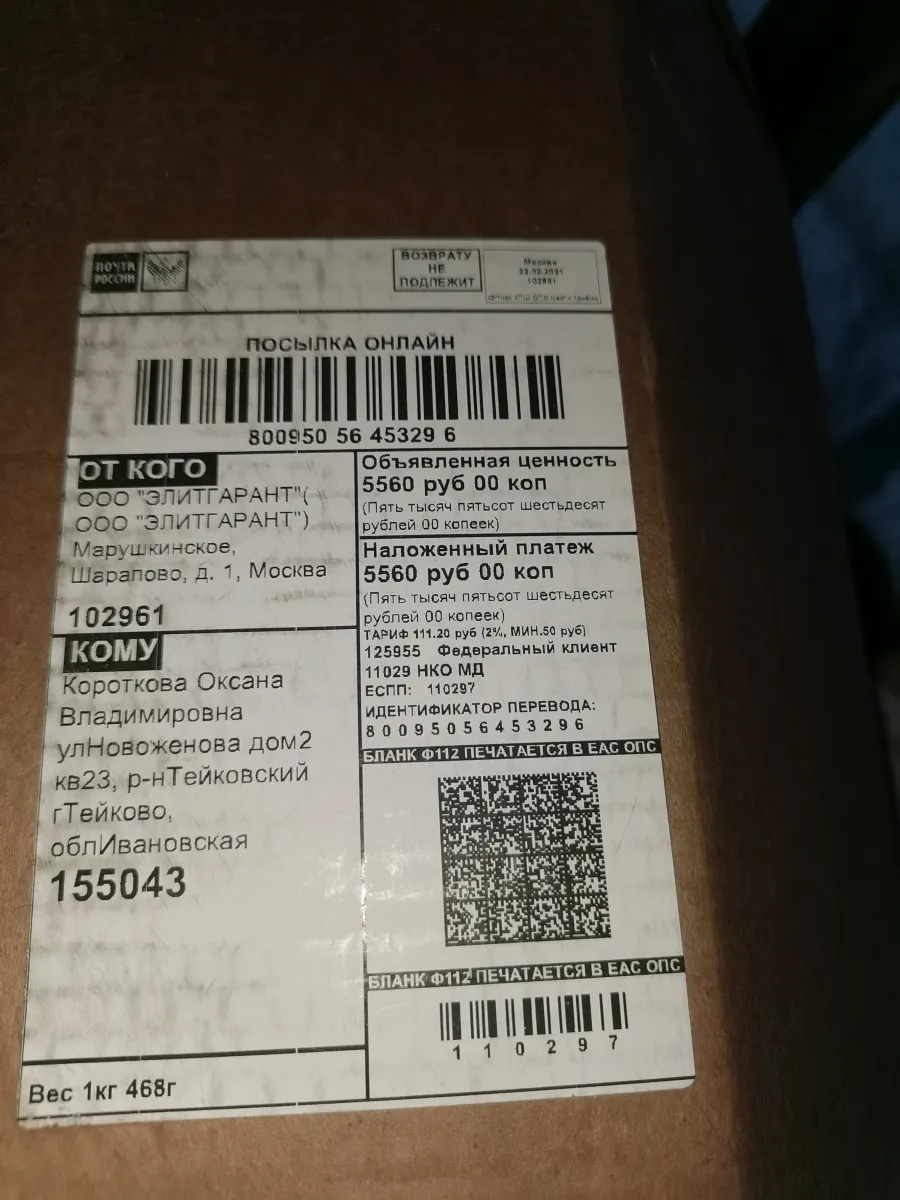 ПОЧТА
РОССИИ
ВОЗВРАТУ
НЕ
ПОДЛЕЖИТ
Москва
22.02.2021
102961
ПОСЫЛКА ОНЛАЙН
800950 56 45329 6
ОТ КОГО
ООО "ЭЛИТГАРАНТ"(
ООО "ЭЛИТГАРАНТ")
Марушкинское,
Шарапово, д. 1, Москва
102961
Объявленная ценность
5560 руб 00 коп
(Пять тысяч пятьсот шестьдесят
рублей 00 копеек)
Наложенный платеж
5560 руб 00 коп
(Пять тысяч пятьсот шестьдесят
рублей 00 копеек)
ТАРИФ 111.20 руб (2%, МИН.50 руб)
125955 Федеральный клиент
11029 НКО МД
ЕСПП: 110297
ИДЕНТИФИКАТОР ПЕРЕВОДА:
80095056453296
КОМУ
Короткова Оксана
Владимировна
улНовоженова дом2
кв23, р-нТейковский
гТейково,
облИвановская
155043
БЛАНК Ф112 ПЕЧАТАЕТСЯ В ЕАС ОПС
БЛАНК Ф112 ПЕЧАТАЕТСЯ В ЕАС ОПС
110297
Вес 1кг 468г